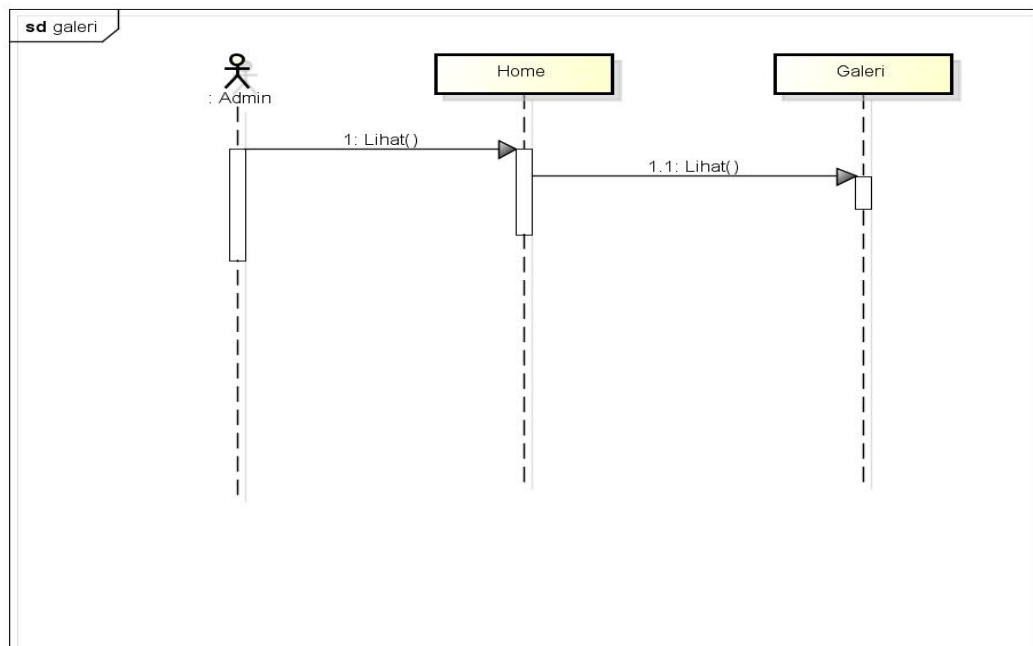 sd galeri
: Admin
Home
Galeri
1: Lihat()
1.1: Lihat()